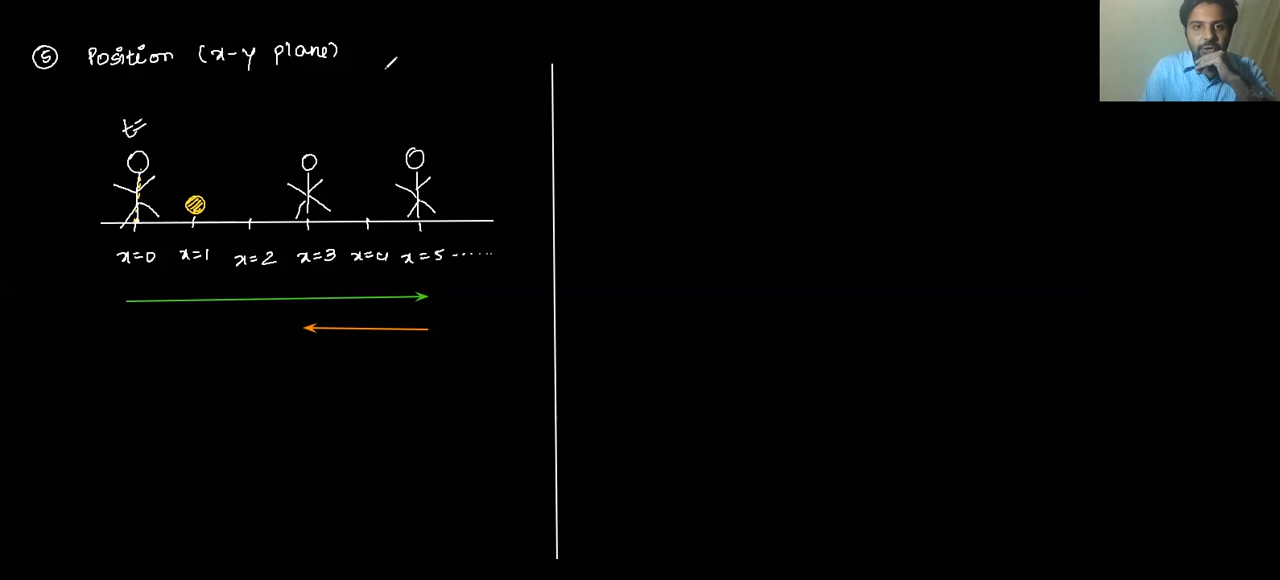 ⑤ Position (x-y plane)
t=
x=0 x=1 x=2 x=3 x=4 x=5 ......